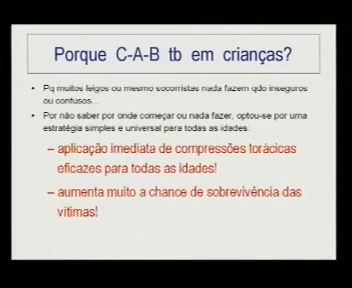 Porque C-A-B tb em crianças?
• Pq muitos leigos ou mesmo socorristas nada fazem qdo inseguros
ou confusos...
• Por não saber por onde começar ou nada fazer, optou-se por uma
estratégia simples e universal para todas as idades:
– aplicação imediata de compressões torácicas
eficazes para todas as idades!
– aumenta muito a chance de sobrevivência das
vitimas!